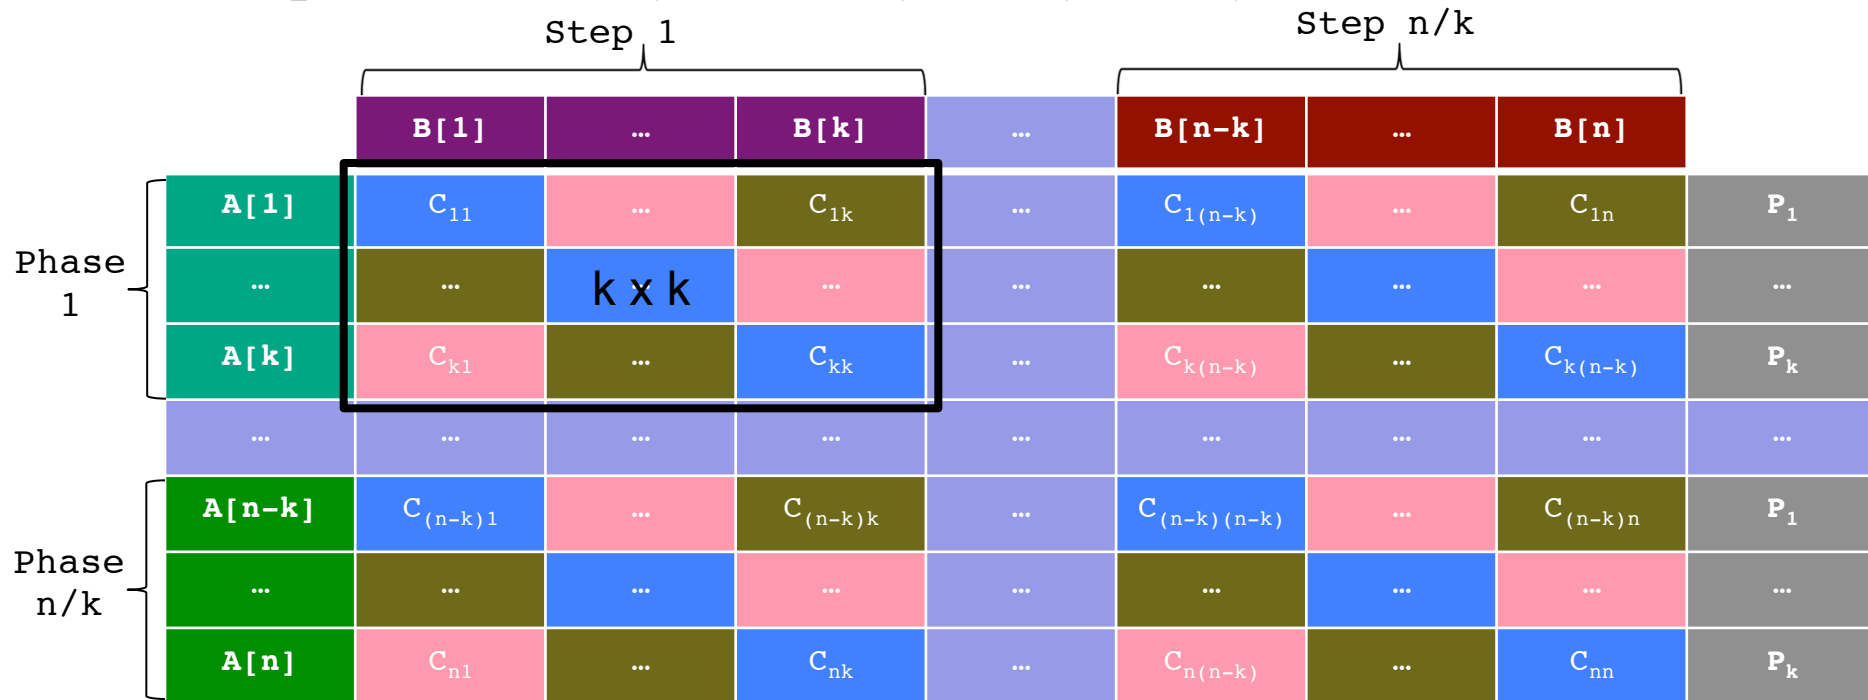 Step 1
Step n/k
B[1] … B[k] … B[n-k] … B[n]
A[1] C11 … C1k … C1(n-k) … C1n P1
Phase
1
… … k x k … … … … … …
A[k] Ck1 … Ckk … Ck(n-k) … Ck(n-k) Pk
… … … … … … … … …
A[n-k] C(n-k)1 … C(n-k)k … C(n-k)(n-k) … C(n-k)n P1
Phase
n/k
… … … … … … … … …
A[n] Cn1 … Cnk … Cn(n-k) … Cnn Pk